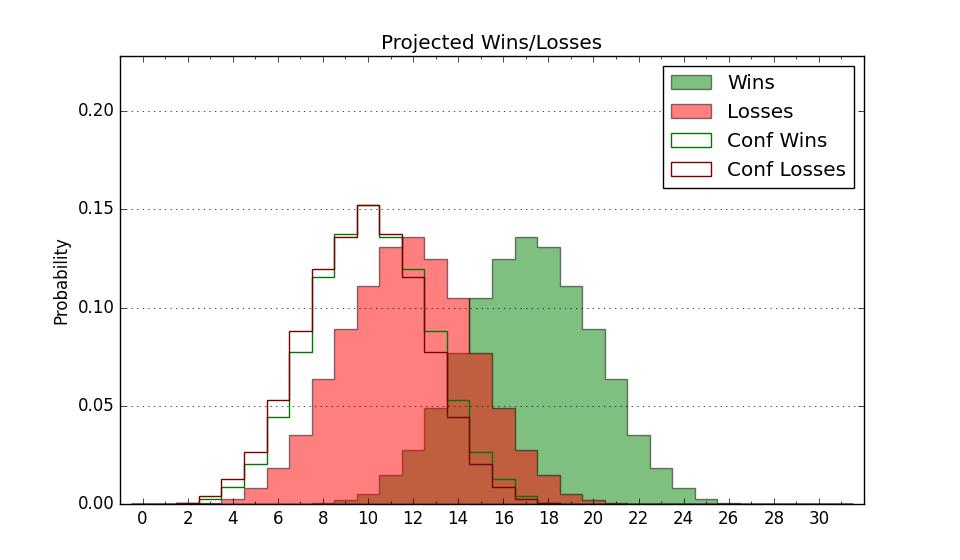 Projected Wins/Losses
Wins
Losses
Conf Wins
Conf Losses
Probability
0.20
0.15
0.10
0.05
0.00
0 2 4 6 8 10 12 14 16 18 20 22 24 26 28 30